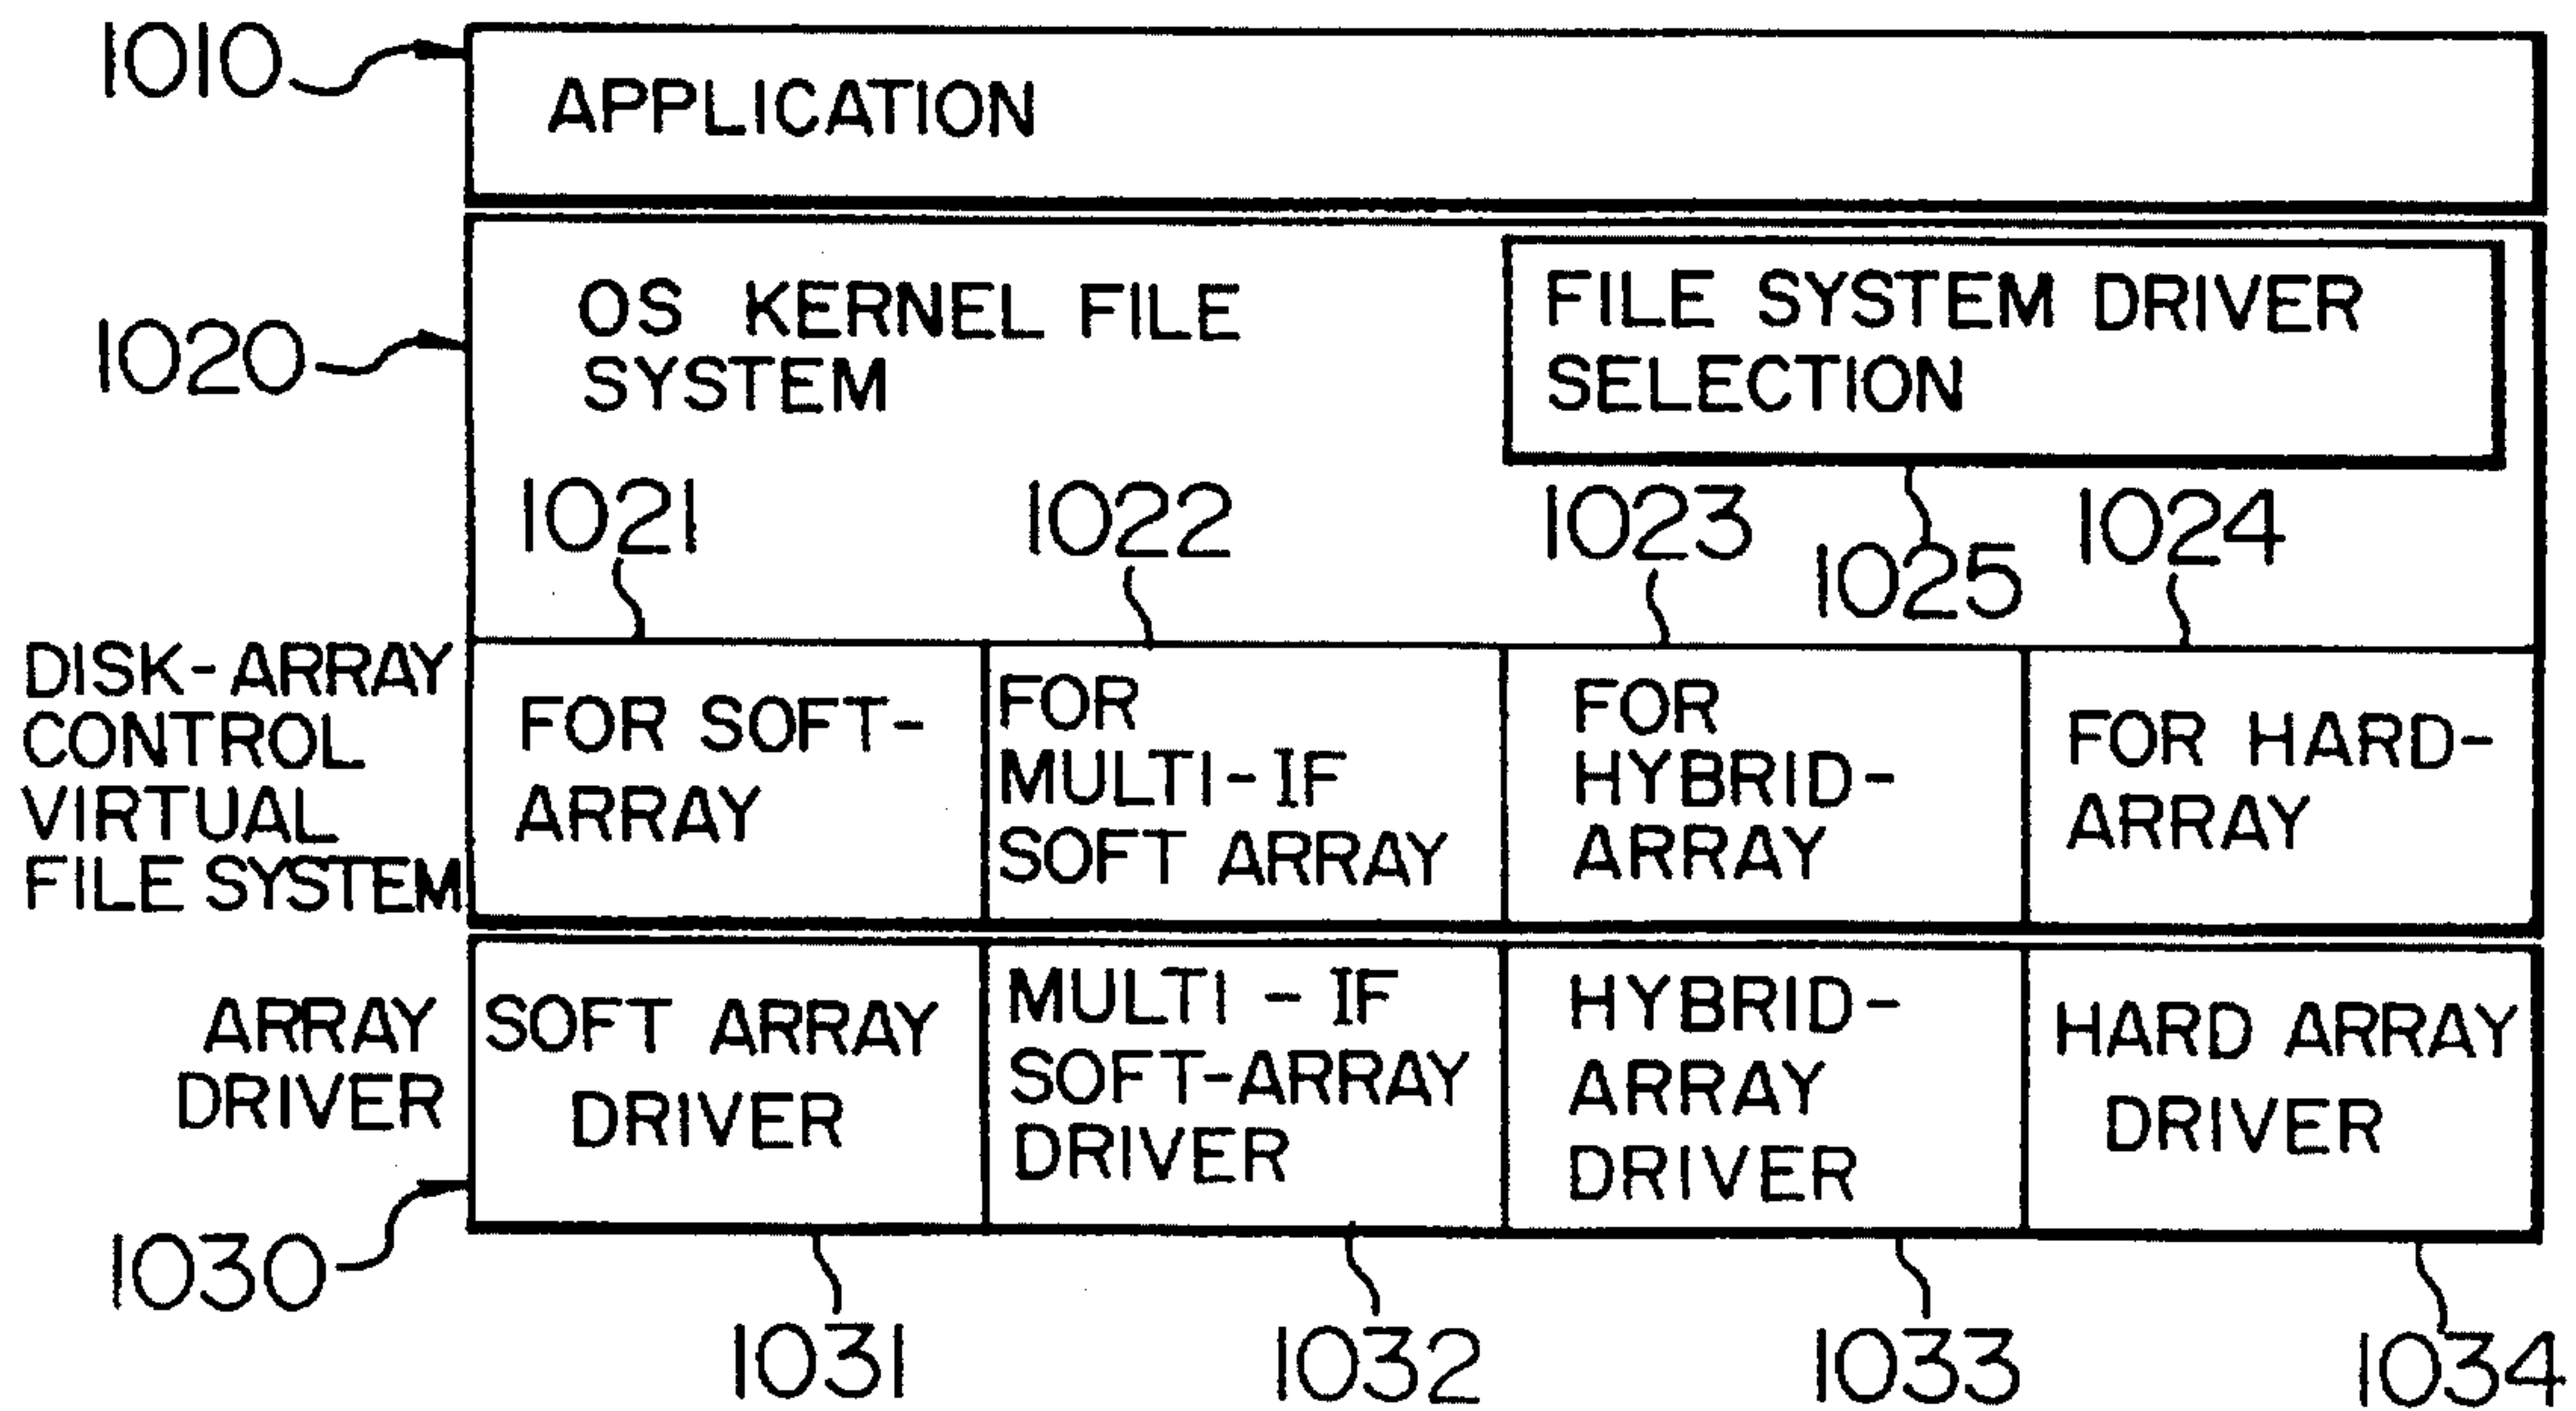 1010
APPLICATION
1020
OS KERNEL FILE
SYSTEM
FILE SYSTEM DRIVER
SELECTION
1021
1022
1023
1025
1024
DISK-ARRAY
CONTROL
VIRTUAL
FILE SYSTEM
FOR SOFT-
ARRAY
FOR
MULTI-IF
SOFT ARRAY
FOR
HYBRID-
ARRAY
FOR HARD-
ARRAY
ARRAY
DRIVER
1030
SOFT ARRAY
DRIVER
MULTI-IF
SOFT-ARRAY
DRIVER
HYBRID-
ARRAY
DRIVER
HARD ARRAY
DRIVER
1031
1032
1033
1034